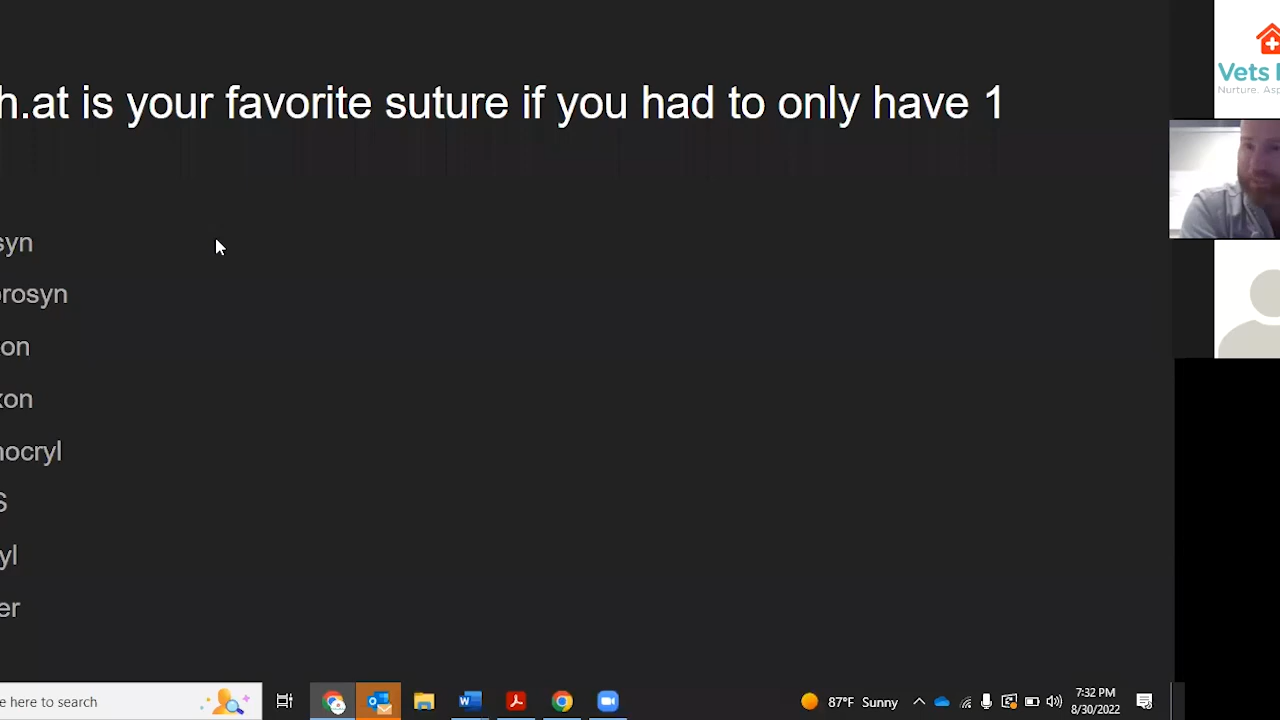 h.at is your favorite suture if you had to only have 1
syn
prosyn
on
xon
nocryl
S
yl
er
Vets
Nurture. Asp
e here to search
87°F Sunny
7:32 PM
8/30/2022